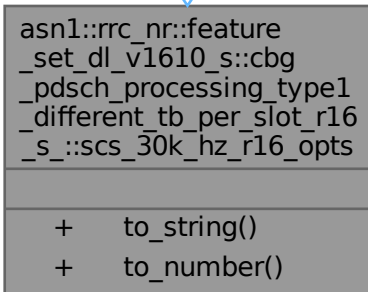 asn1::rrc_nr::feature
_set_dl_v1610_s::cbg
_pdsch_processing_type1
_different_tb_per_slot_r16
_s_::scs_30k_hz_r16_opts
+ to_string()
+ to_number()